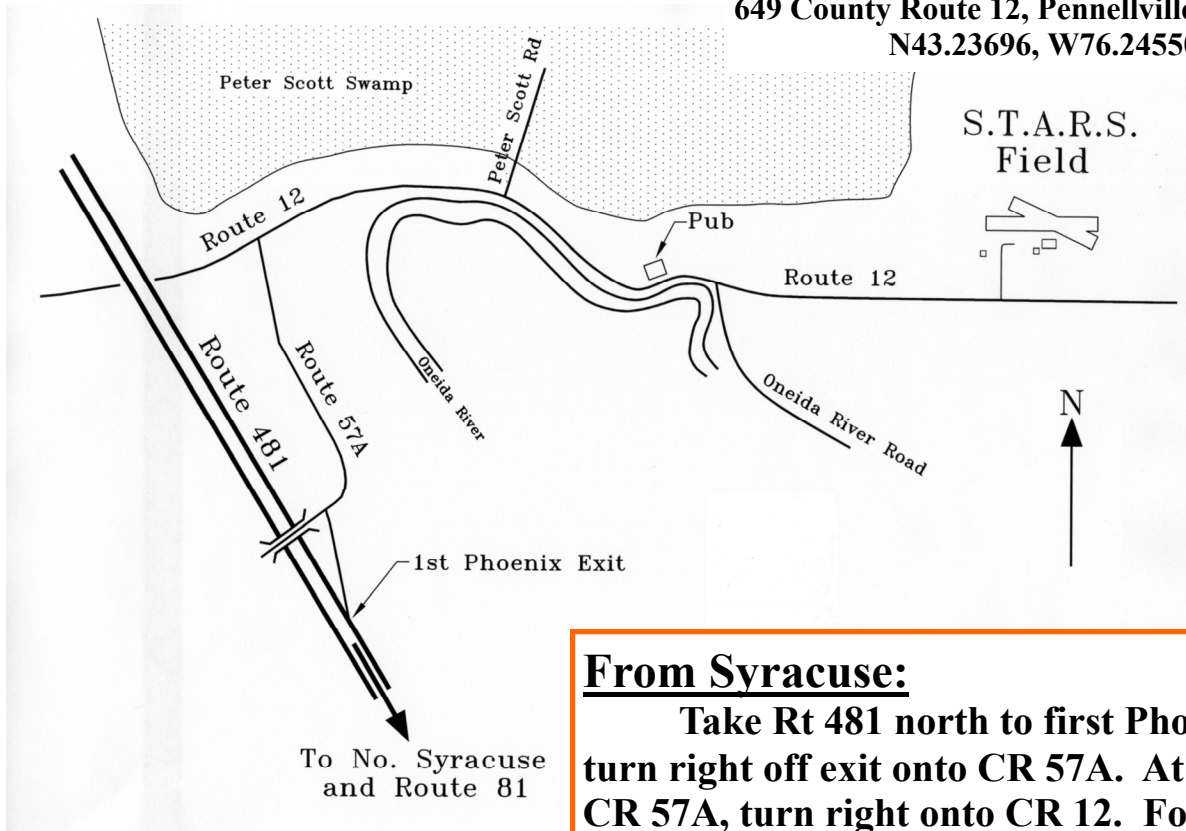 649 County Route 12, Pennellville
N43.23696, W76.24550
Peter Scott Swamp
Peter Scott Rd
S.T.A.R.S.
Field
Route 12
Pub
Route 12
Route 481
Route 57A
Oneida River
Oneida River Road
N
1st Phoenix Exit
To No. Syracuse
and Route 81
From Syracuse:
Take Rt 481 north to first Pho
turn right off exit onto CR 57A. At
CR 57A, turn right onto CR 12. Fo